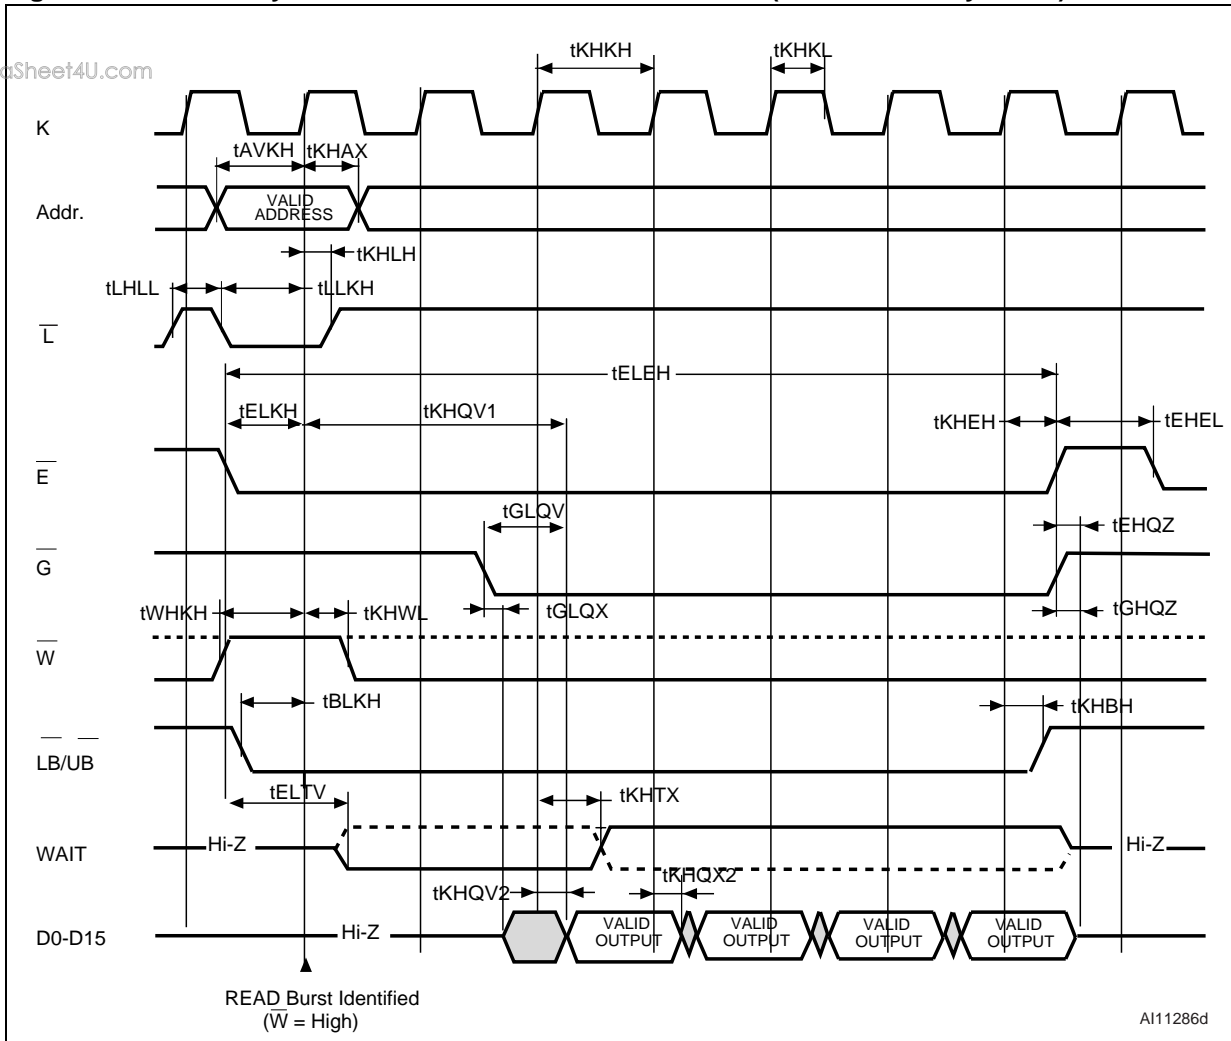 aSheet4U.com
tKHKH
tKHKL
K
tAVKH
tKHAX
Addr.
VALID
ADDRESS
tKHLH
tLHLL
tLLKH
L
tELEH
tELKH
tKHQV1
tKHEH
tEHEL
E
tGLQV
tEHQZ
G
tWHKH
tKHWL
tGLQX
tGHQZ
W
tBLKH
tKHBH
LB/UB
tELTV
tKHTX
WAIT
Hi-Z
Hi-Z
tKHQV2
tKHQX2
D0-D15
Hi-Z
VALID
OUTPUT
VALID
OUTPUT
VALID
OUTPUT
VALID
OUTPUT
READ Burst Identified
(W = High)
AI11286d